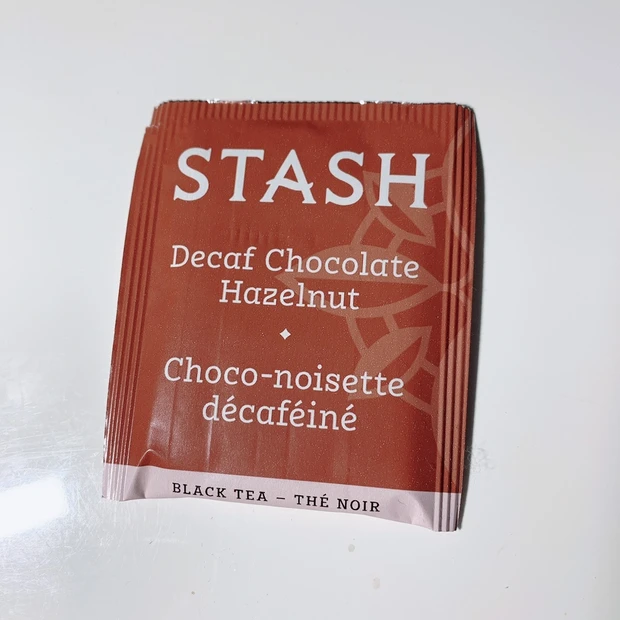 STASH
Decaf Chocolate
Hazelnut
Choco-noisette
décaféiné
BLACK TEA – THÉ NOIR